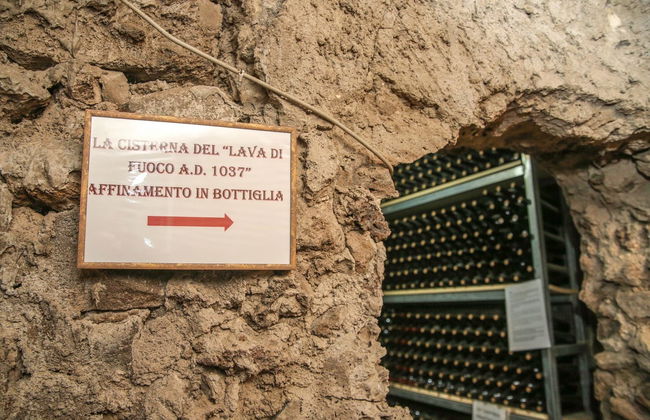 LA CISTERNA DEL "LAVA DI
FUOCO A.D. 1037"
AFFINAMENTO IN BOTTIGLIA